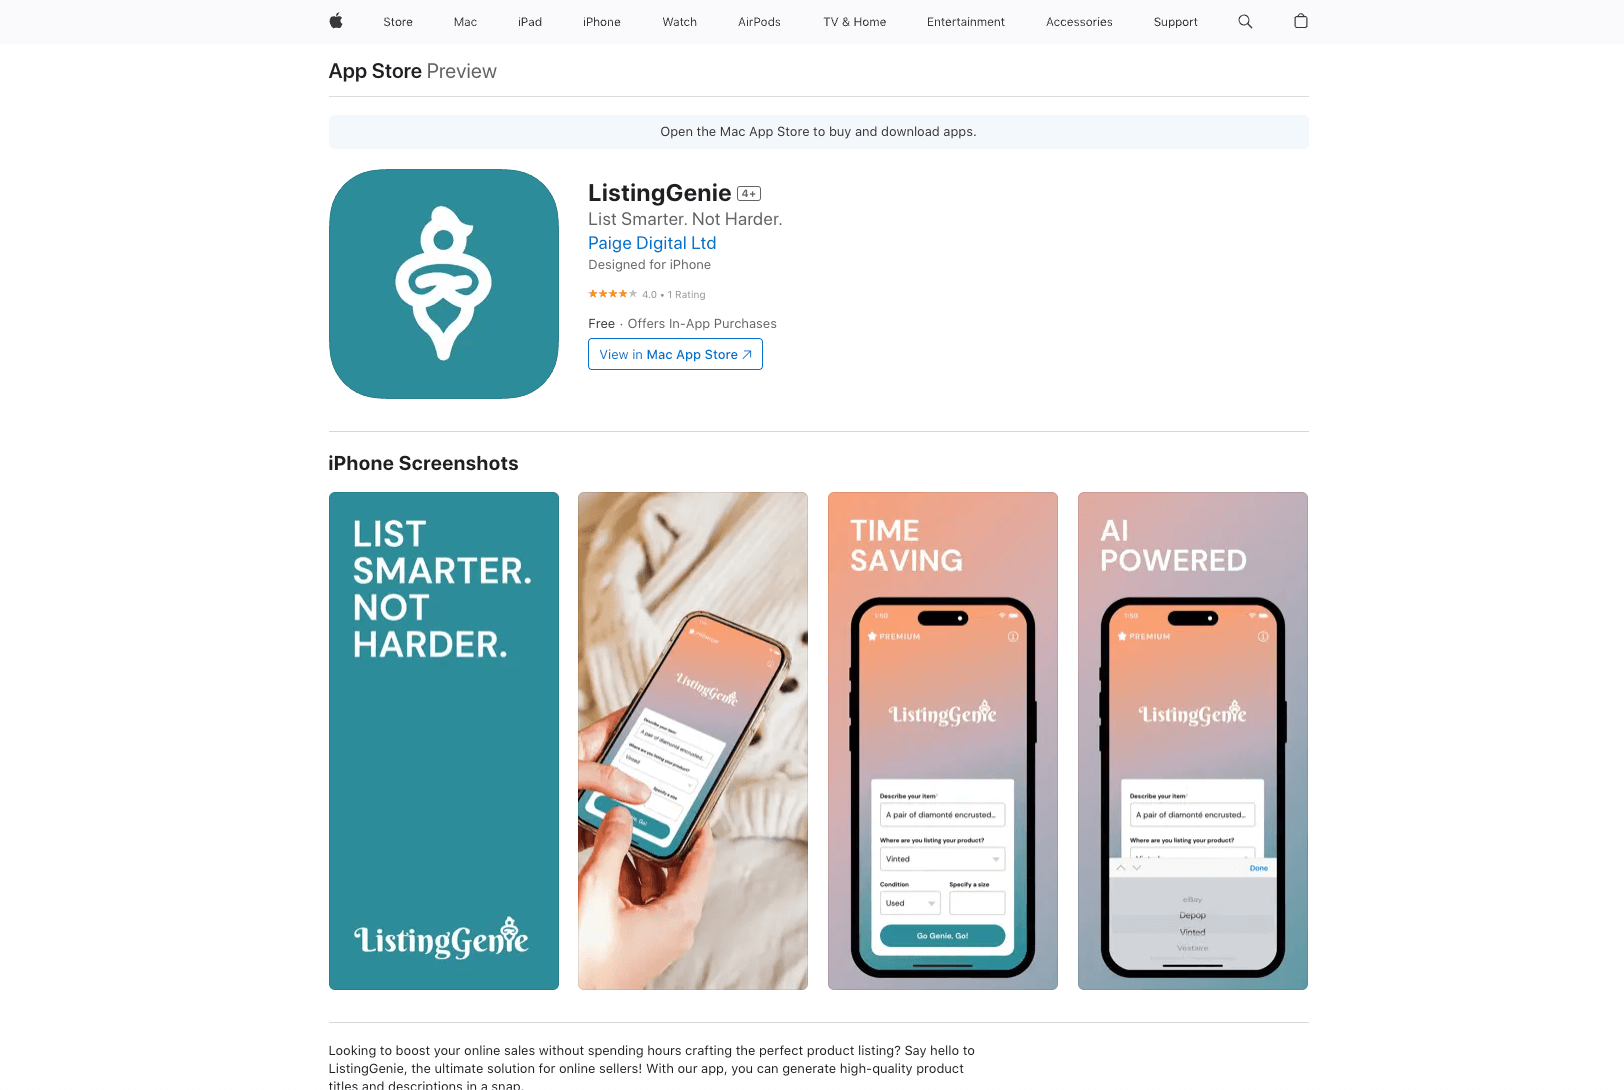 Store
Mac
iPad
iPhone
Watch
AirPods
TV & Home
Entertainment
Accessories
Support
App Store Preview
Open the Mac App Store to buy and download apps.
ListingGenie 4+
List Smarter. Not Harder.
Paige Digital Ltd
Designed for iPhone
4.0 • 1 Rating
Free · Offers In-App Purchases
View in Mac App Store
iPhone Screenshots
LIST
SMARTER.
NOT
HARDER.
ListingGenie
PREMIUM
ListingGenie
Describe your item*
A pair of diamonté encrusted..
Where are you listing your product?
Vinted
Specify a size
Genie, Go!
TIME
SAVING
1:50
PREMIUM
ListingGenie
Describe your item*
A pair of diamonté encrusted..
Where are you listing your product?
Vinted
Condition
Specify a size
Used
Go Genie, Go!
AI
POWERED
1:50
PREMIUM
ListingGenie
Describe your item*
A pair of diamonté encrusted..
Where are you listing your product?
Done
eBay
Depop
Vinted
Vestaire
Looking to boost your online sales without spending hours crafting the perfect product listing? Say hello to
ListingGenie, the ultimate solution for online sellers! With our app, you can generate high-quality product
titles and descriptions in a snap.